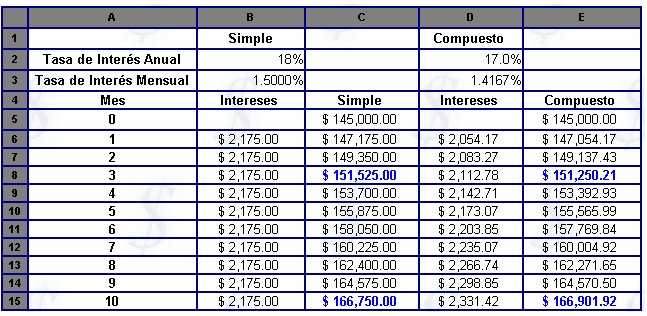 A B C D E
1 Simple Compuesto
2 Tasa de Interés Anual 18% 17.0%
3 Tasa de Interés Mensual 1.5000% 1.4167%
4 Mes Intereses Simple Intereses Compuesto
5 0 $ 145,000.00 $ 145,000.00
6 1 $ 2,175.00 $ 147,175.00 $ 2,054.17 $ 147,054.17
7 2 $ 2,175.00 $ 149,350.00 $ 2,083.27 $ 149,137.43
8 3 $ 2,175.00 $ 151,525.00 $ 2,112.78 $ 151,250.21
9 4 $ 2,175.00 $ 153,700.00 $ 2,142.71 $ 153,392.93
10 5 $ 2,175.00 $ 155,875.00 $ 2,173.07 $ 155,565.99
11 6 $ 2,175.00 $ 158,050.00 $ 2,203.85 $ 157,769.84
12 7 $ 2,175.00 $ 160,225.00 $ 2,235.07 $ 160,004.92
13 8 $ 2,175.00 $ 162,400.00 $ 2,266.74 $ 162,271.65
14 9 $ 2,175.00 $ 164,575.00 $ 2,298.85 $ 164,570.50
15 10 $ 2,175.00 $ 166,750.00 $ 2,331.42 $ 166,901.92